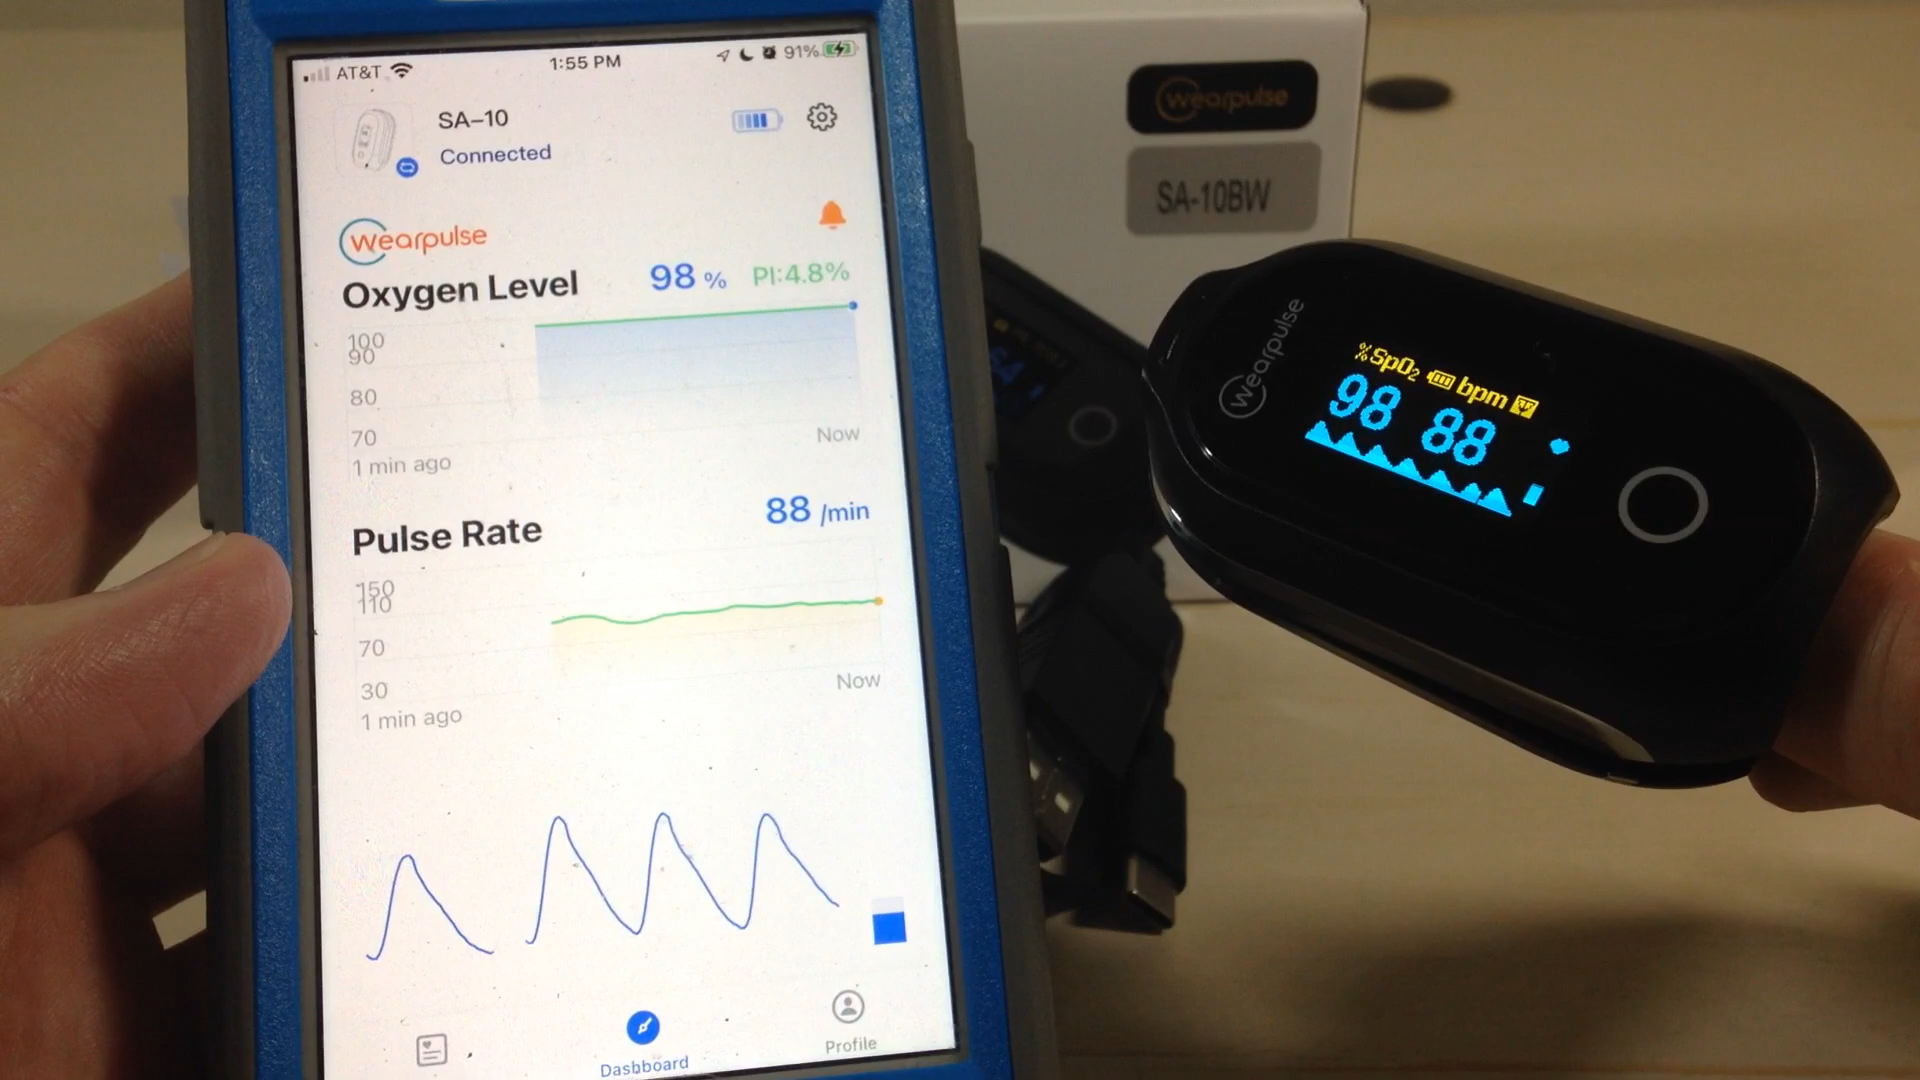 AT&T 1:55 PM 91%
SA-10
Connected
wearpulse
Oxygen Level 98 % PI:4.8%
100
90
80
70
Now
1 min ago
Pulse Rate 88 /min
150
110
70
30
Now
1 min ago
Dasbboard
Profile
wearpulse
SA-10BW
wearpulse
%SpO₂ bpm
98 88